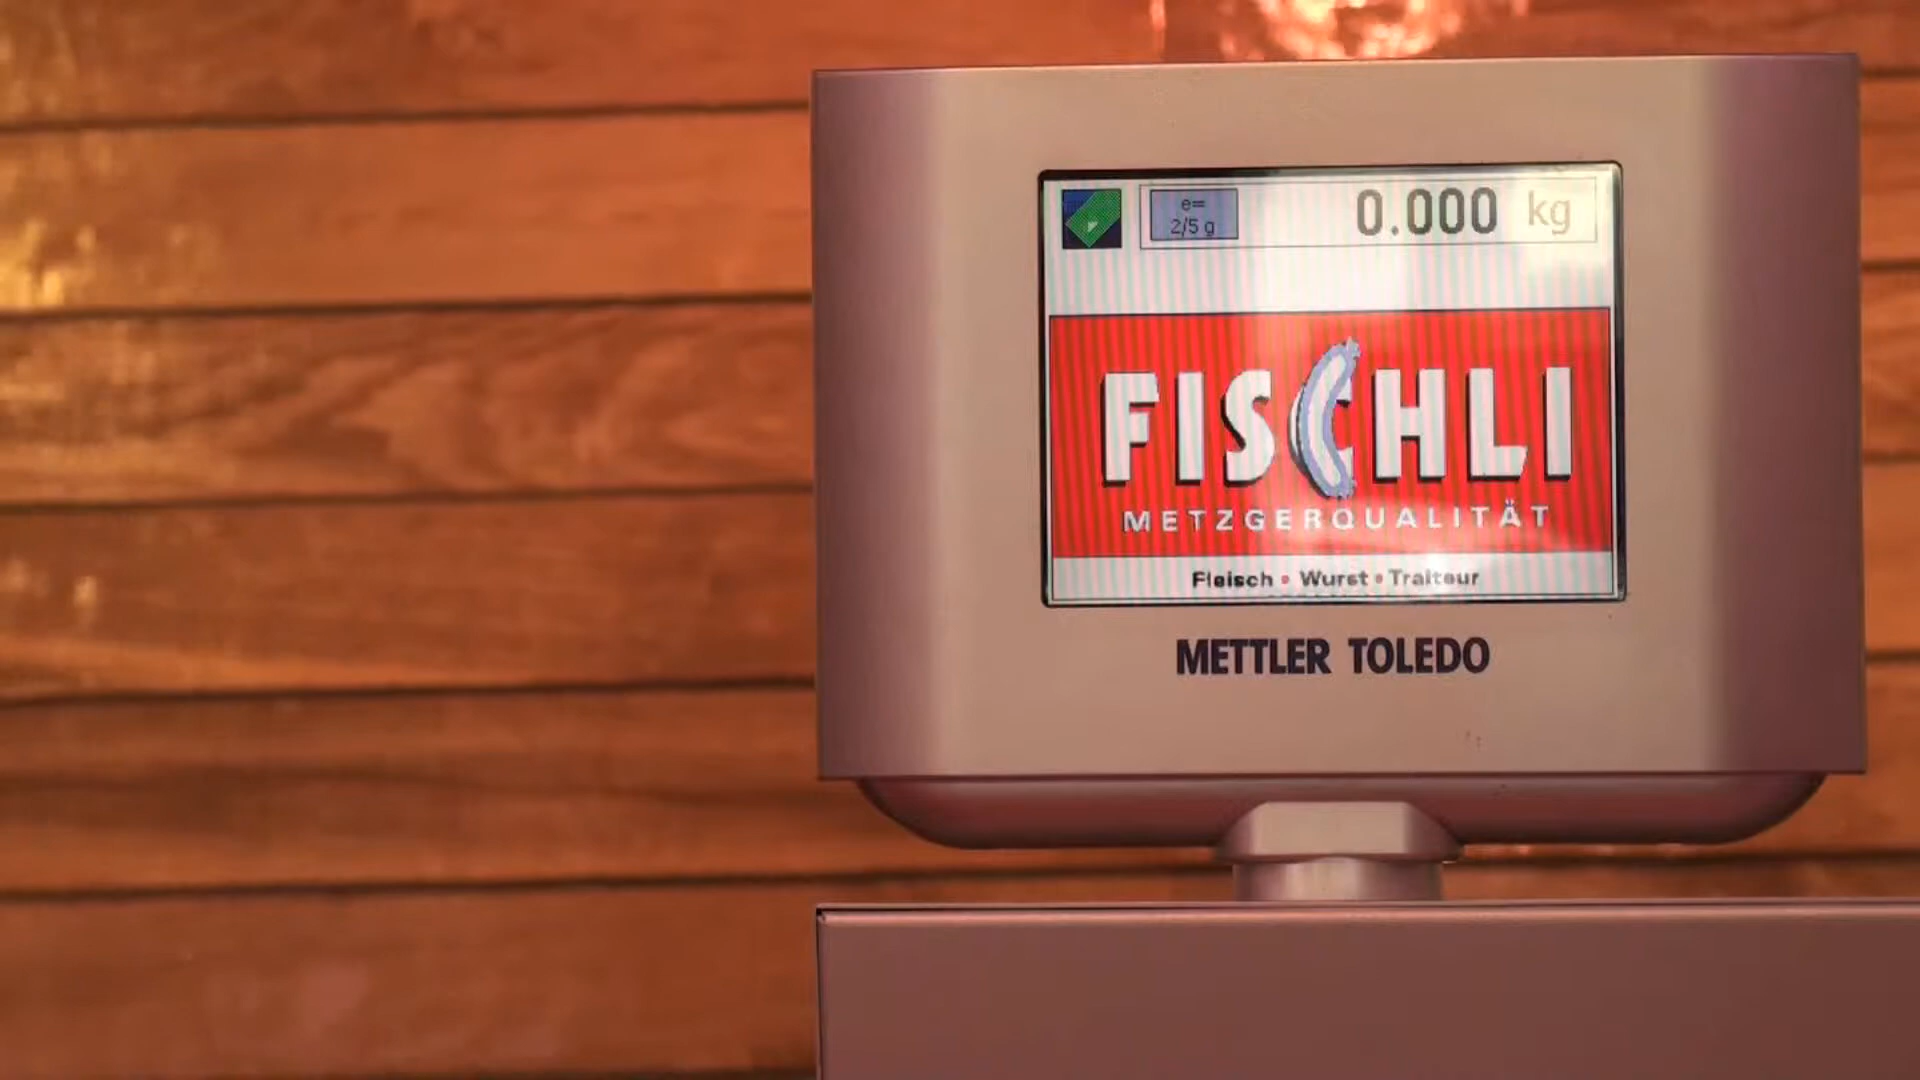 e=
2/5 g
0.000 kg
FISCHLI
METZGERQUALITÄT
Fleisch • Wurst • Traiteur
METTLER TOLEDO